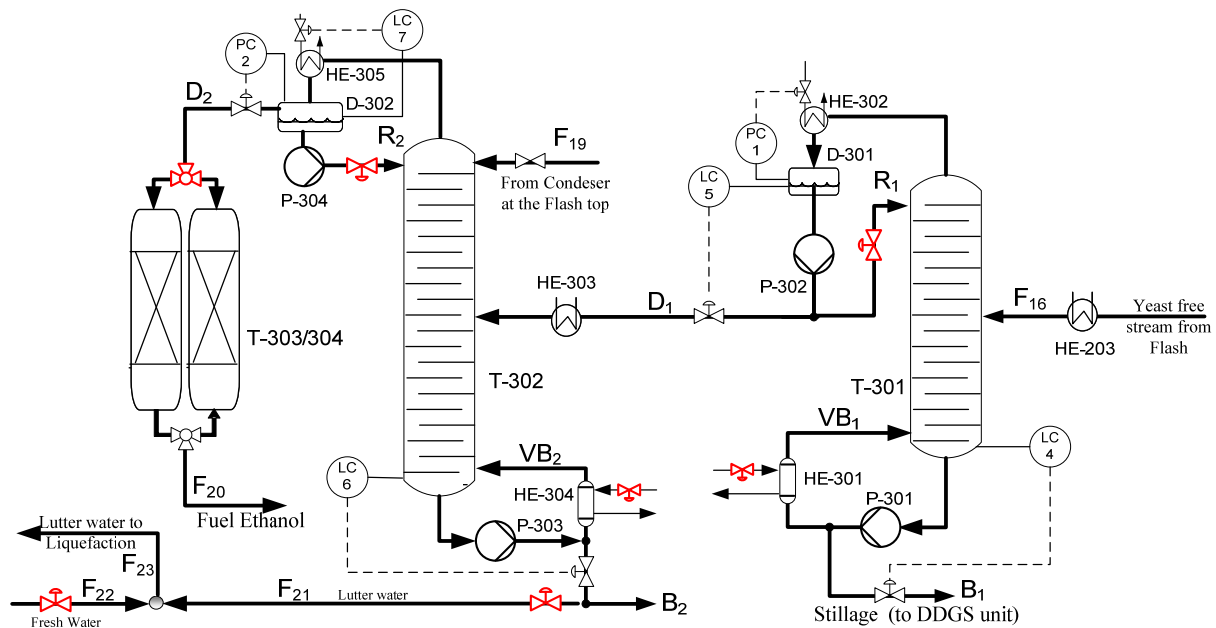 LC
7
PC
2
HE-305
D2
D-302
HE-302
R2
F19
PC
1
D-301
P-304
From Condeser
at the Flash top
LC
5
R1
HE-303
P-302
D1
F16
Yeast free
stream from
Flash
HE-203
T-303/304
T-302
T-301
VB1
VB2
LC
4
LC
6
HE-301
HE-304
P-301
F20
Fuel Ethanol
P-303
Lutter water to
Liquefaction
F23
F22
F21
Lutter water
B2
B1
Stillage (to DDGS unit)
Fresh Water